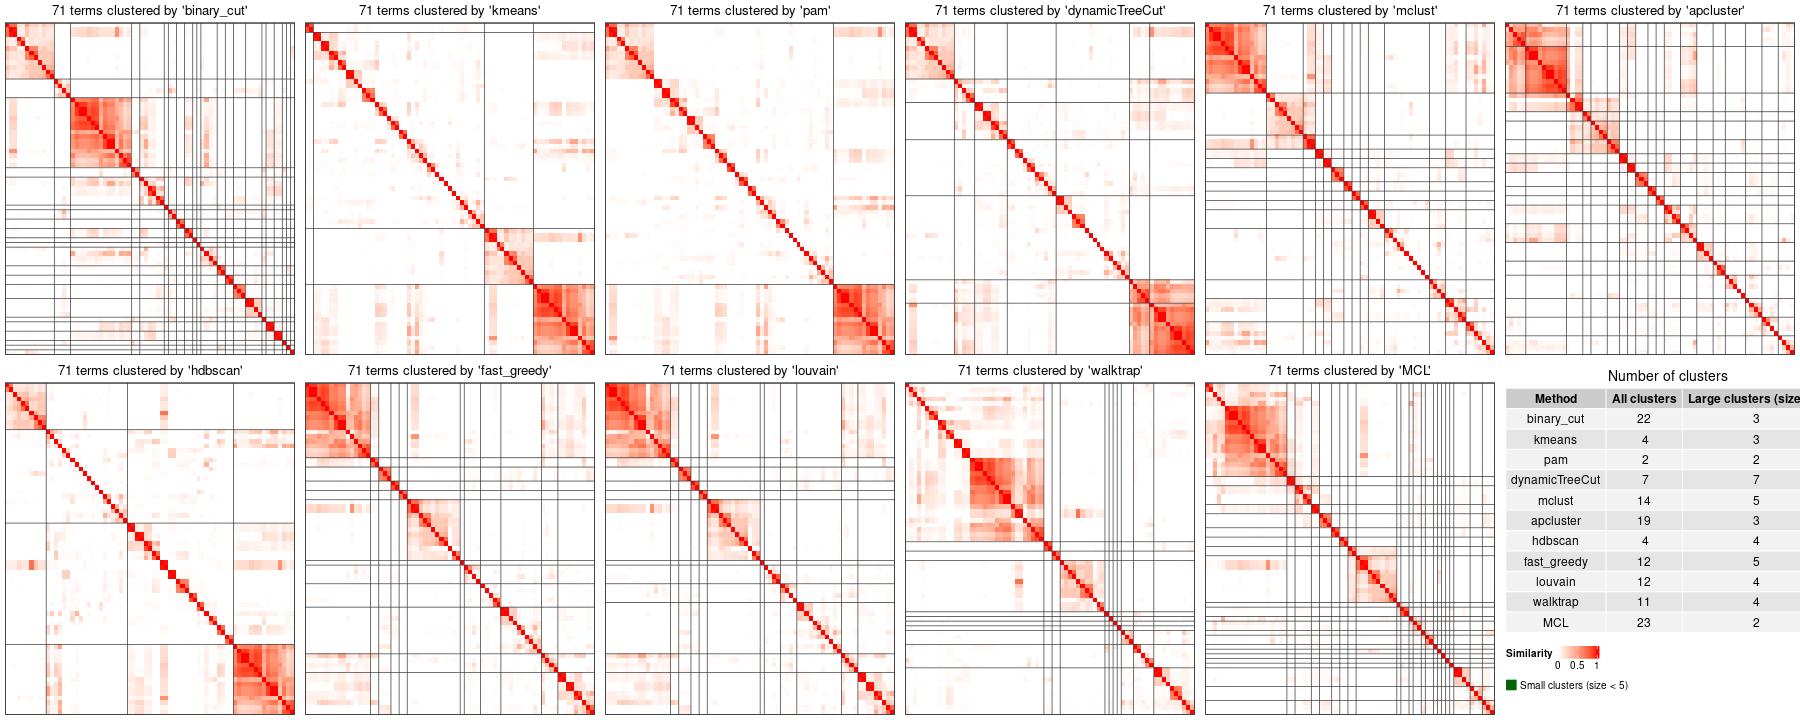 71 terms clustered by 'binary_cut'
71 terms clustered by 'kmeans'
71 terms clustered by 'pam'
71 terms clustered by 'dynamicTreeCut'
71 terms clustered by 'mclust'
71 terms clustered by 'apcluster'
71 terms clustered by 'hdbscan'
71 terms clustered by 'fast_greedy'
71 terms clustered by 'louvain'
71 terms clustered by 'walktrap'
71 terms clustered by 'MCL'
Number of clusters
Method All clusters Large clusters (size
binary_cut 22 3
kmeans 4 3
pam 2 2
dynamicTreeCut 7 7
mclust 14 5
apcluster 19 3
hdbscan 4 4
fast_greedy 12 5
louvain 12 4
walktrap 11 4
MCL 23 2
Similarity
0 0.5 1
Small clusters (size < 5)